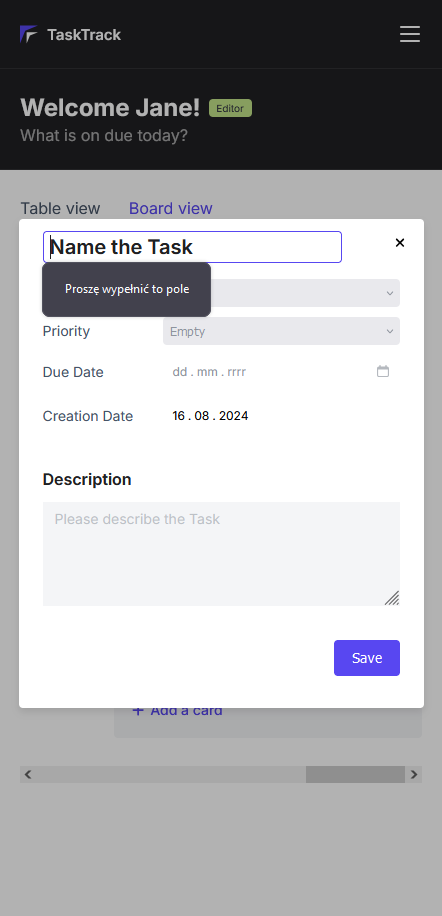 TaskTrack
Welcome Jane! Editor
What is on due today?
Table view Board view
Name the Task
Proszę wypełnić to pole
Priority Empty
Due Date dd . mm . rrrr
Creation Date 16 . 08 . 2024
Description
Please describe the Task
Save
+ Add a card